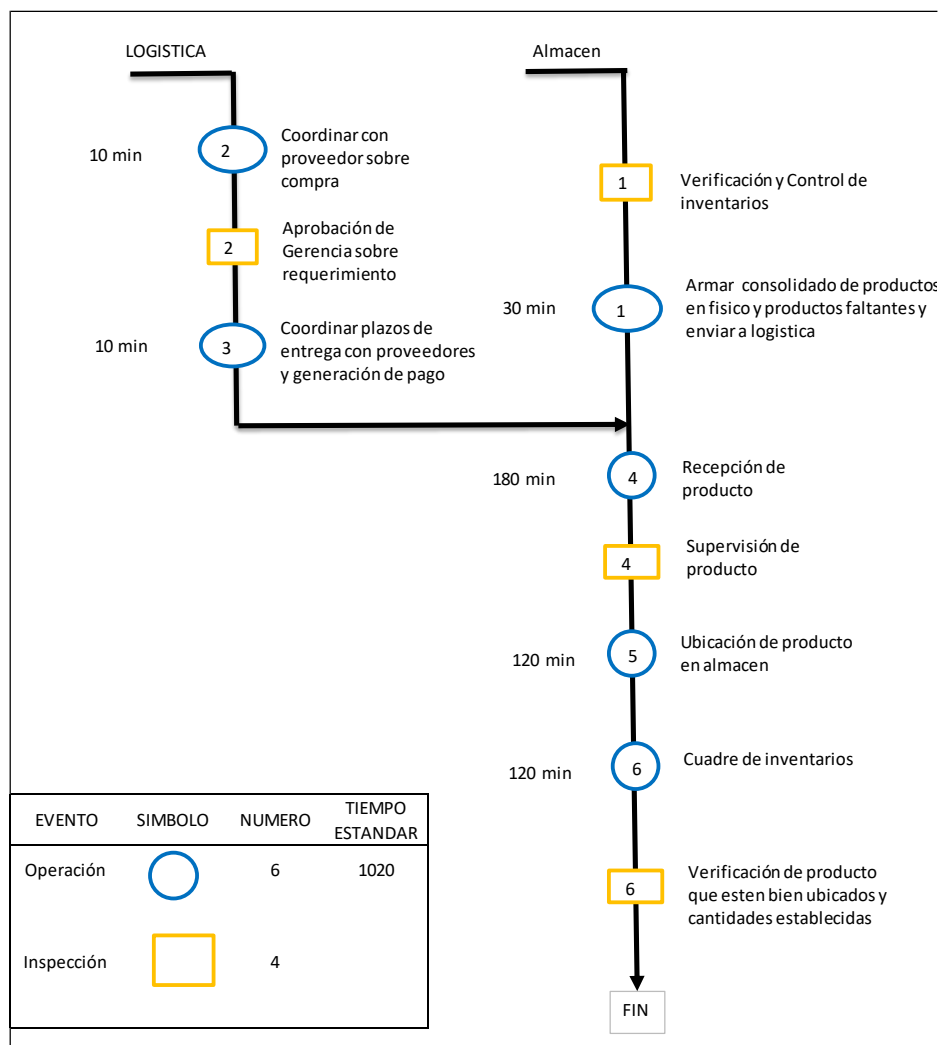 LOGISTICA
10 min
2
Coordinar con
proveedor sobre
compra
2
Aprobación de
Gerencia sobre
requerimiento
10 min
3
Coordinar plazos de
entrega con proveedores
y generación de pago
Almacen
1
Verificación y Control de
inventarios
30 min
1
Armar consolidado de productos
en fisico y productos faltantes y
enviar a logistica
180 min
4
Recepción de
producto
4
Supervisión de
producto
120 min
5
Ubicación de producto
en almacen
120 min
6
Cuadre de inventarios
6
Verificación de producto
que esten bien ubicados y
cantidades establecidas
FIN
EVENTO SIMBOLO NUMERO TIEMPO
ESTANDAR
Operación 6 1020
Inspección 4